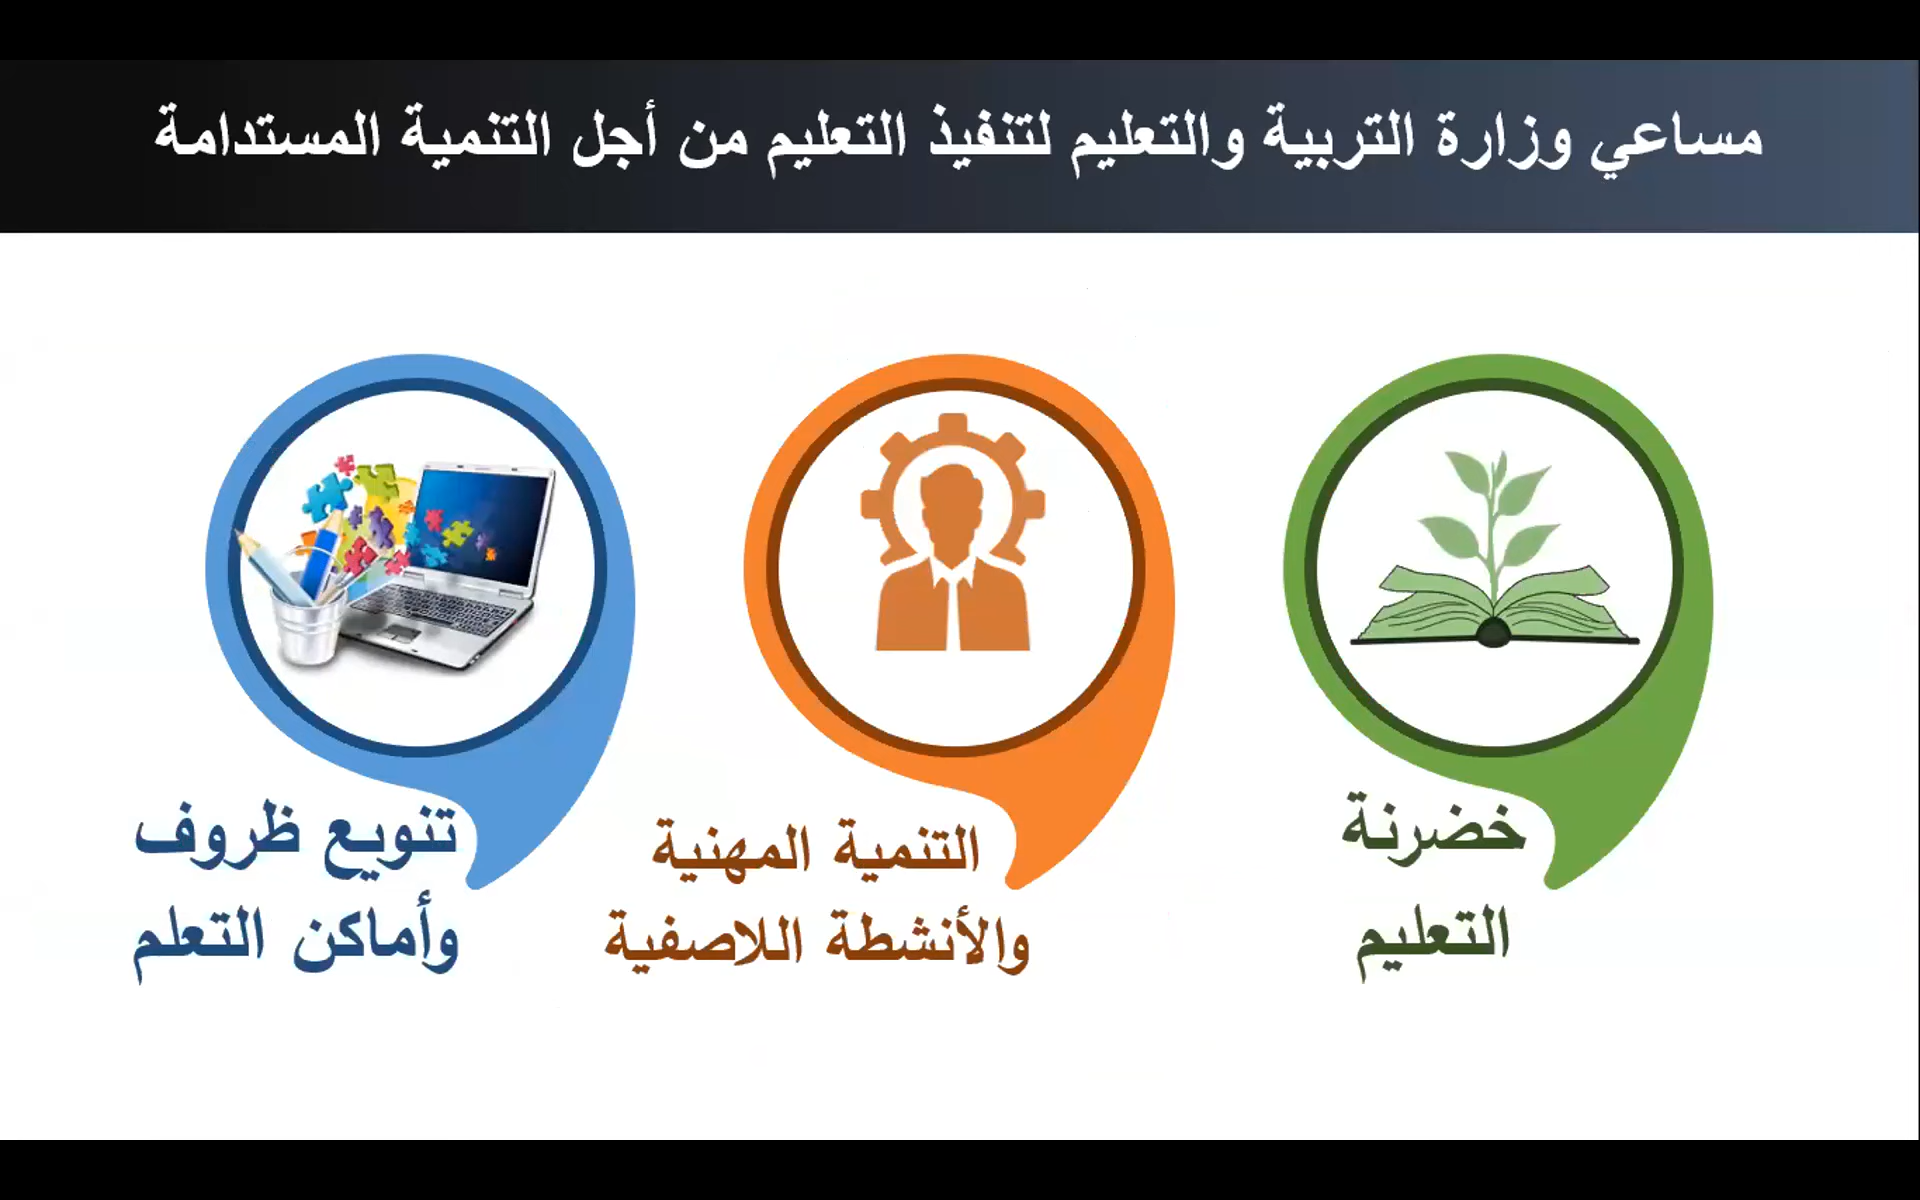 مساعي وزارة التربية والتعليم لتنفيذ التعليم من أجل التنمية المستدامة
خضرنة
التعليم
التنمية المهنية
والأنشطة اللاصفية
تنويع ظروف
وأماكن التعلم